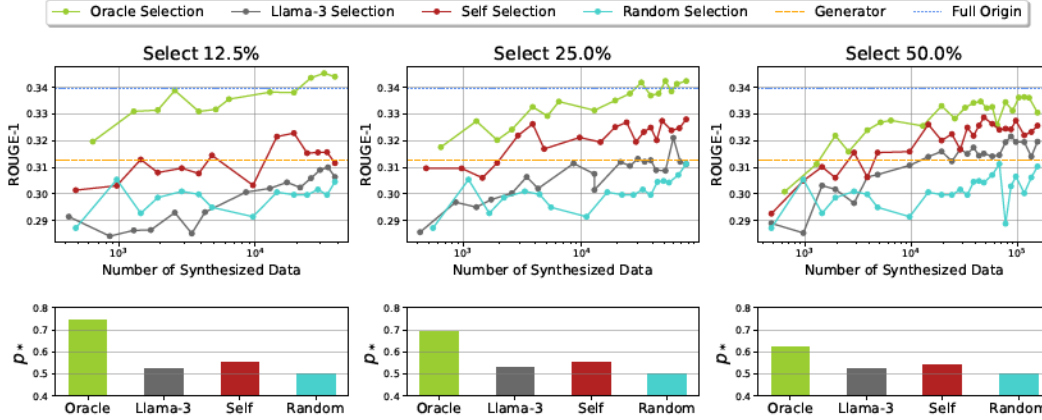 Oracle Selection Llama-3 Selection Self Selection Random Selection Generator Full Origin
Select 12.5% Select 25.0% Select 50.0%
ROUGE-1 ROUGE-1 ROUGE-1
0.34 0.34 0.34
0.33 0.33 0.33
0.32 0.32 0.32
0.31 0.31 0.31
0.30 0.30 0.30
0.29 0.29 0.29
10³ 10⁴ 10³ 10⁴ 10³ 10⁴ 10⁵
Number of Synthesized Data Number of Synthesized Data Number of Synthesized Data
p* p* p*
0.8 0.8 0.8
0.7 0.7 0.7
0.6 0.6 0.6
0.5 0.5 0.5
0.4 0.4 0.4
Oracle Llama-3 Self Random Oracle Llama-3 Self Random Oracle Llama-3 Self Random